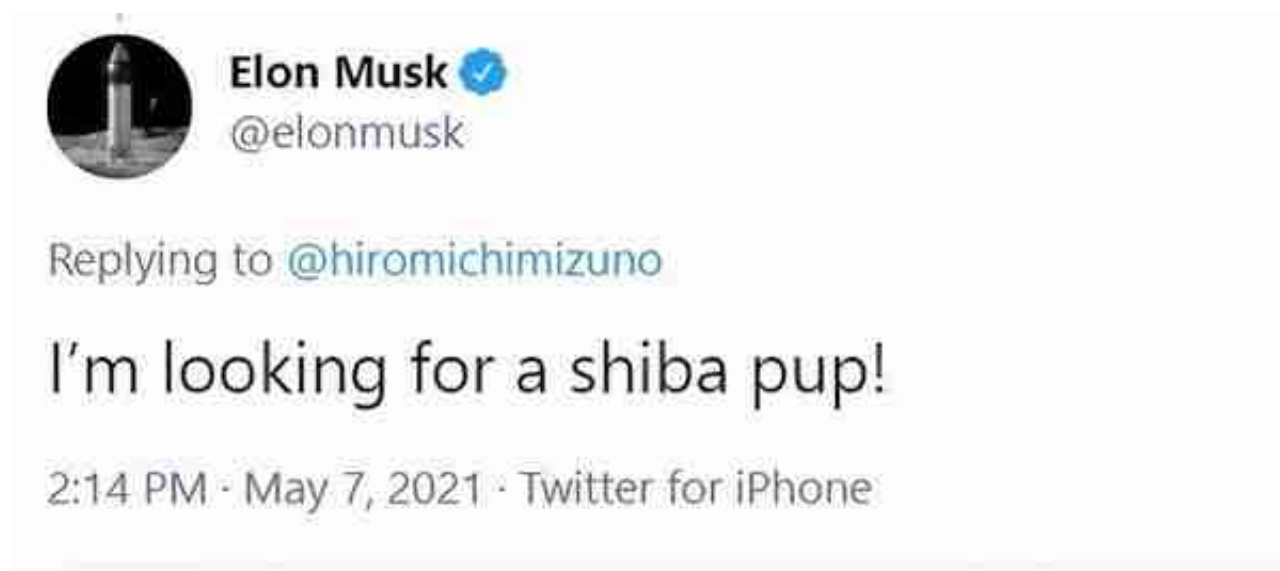 Elon Musk
@elonmusk
Replying to @hiromichimizuno
I'm looking for a shiba pup!
2:14 PM · May 7, 2021 · Twitter for iPhone